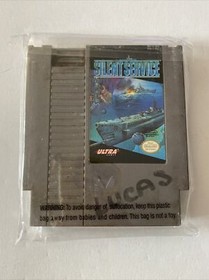 SILENT SERVICE
ULTRA
LUCAS
WARNING: To avoid danger of suffocation, keep this plastic
bag away from babies and children. This bag is not a toy.